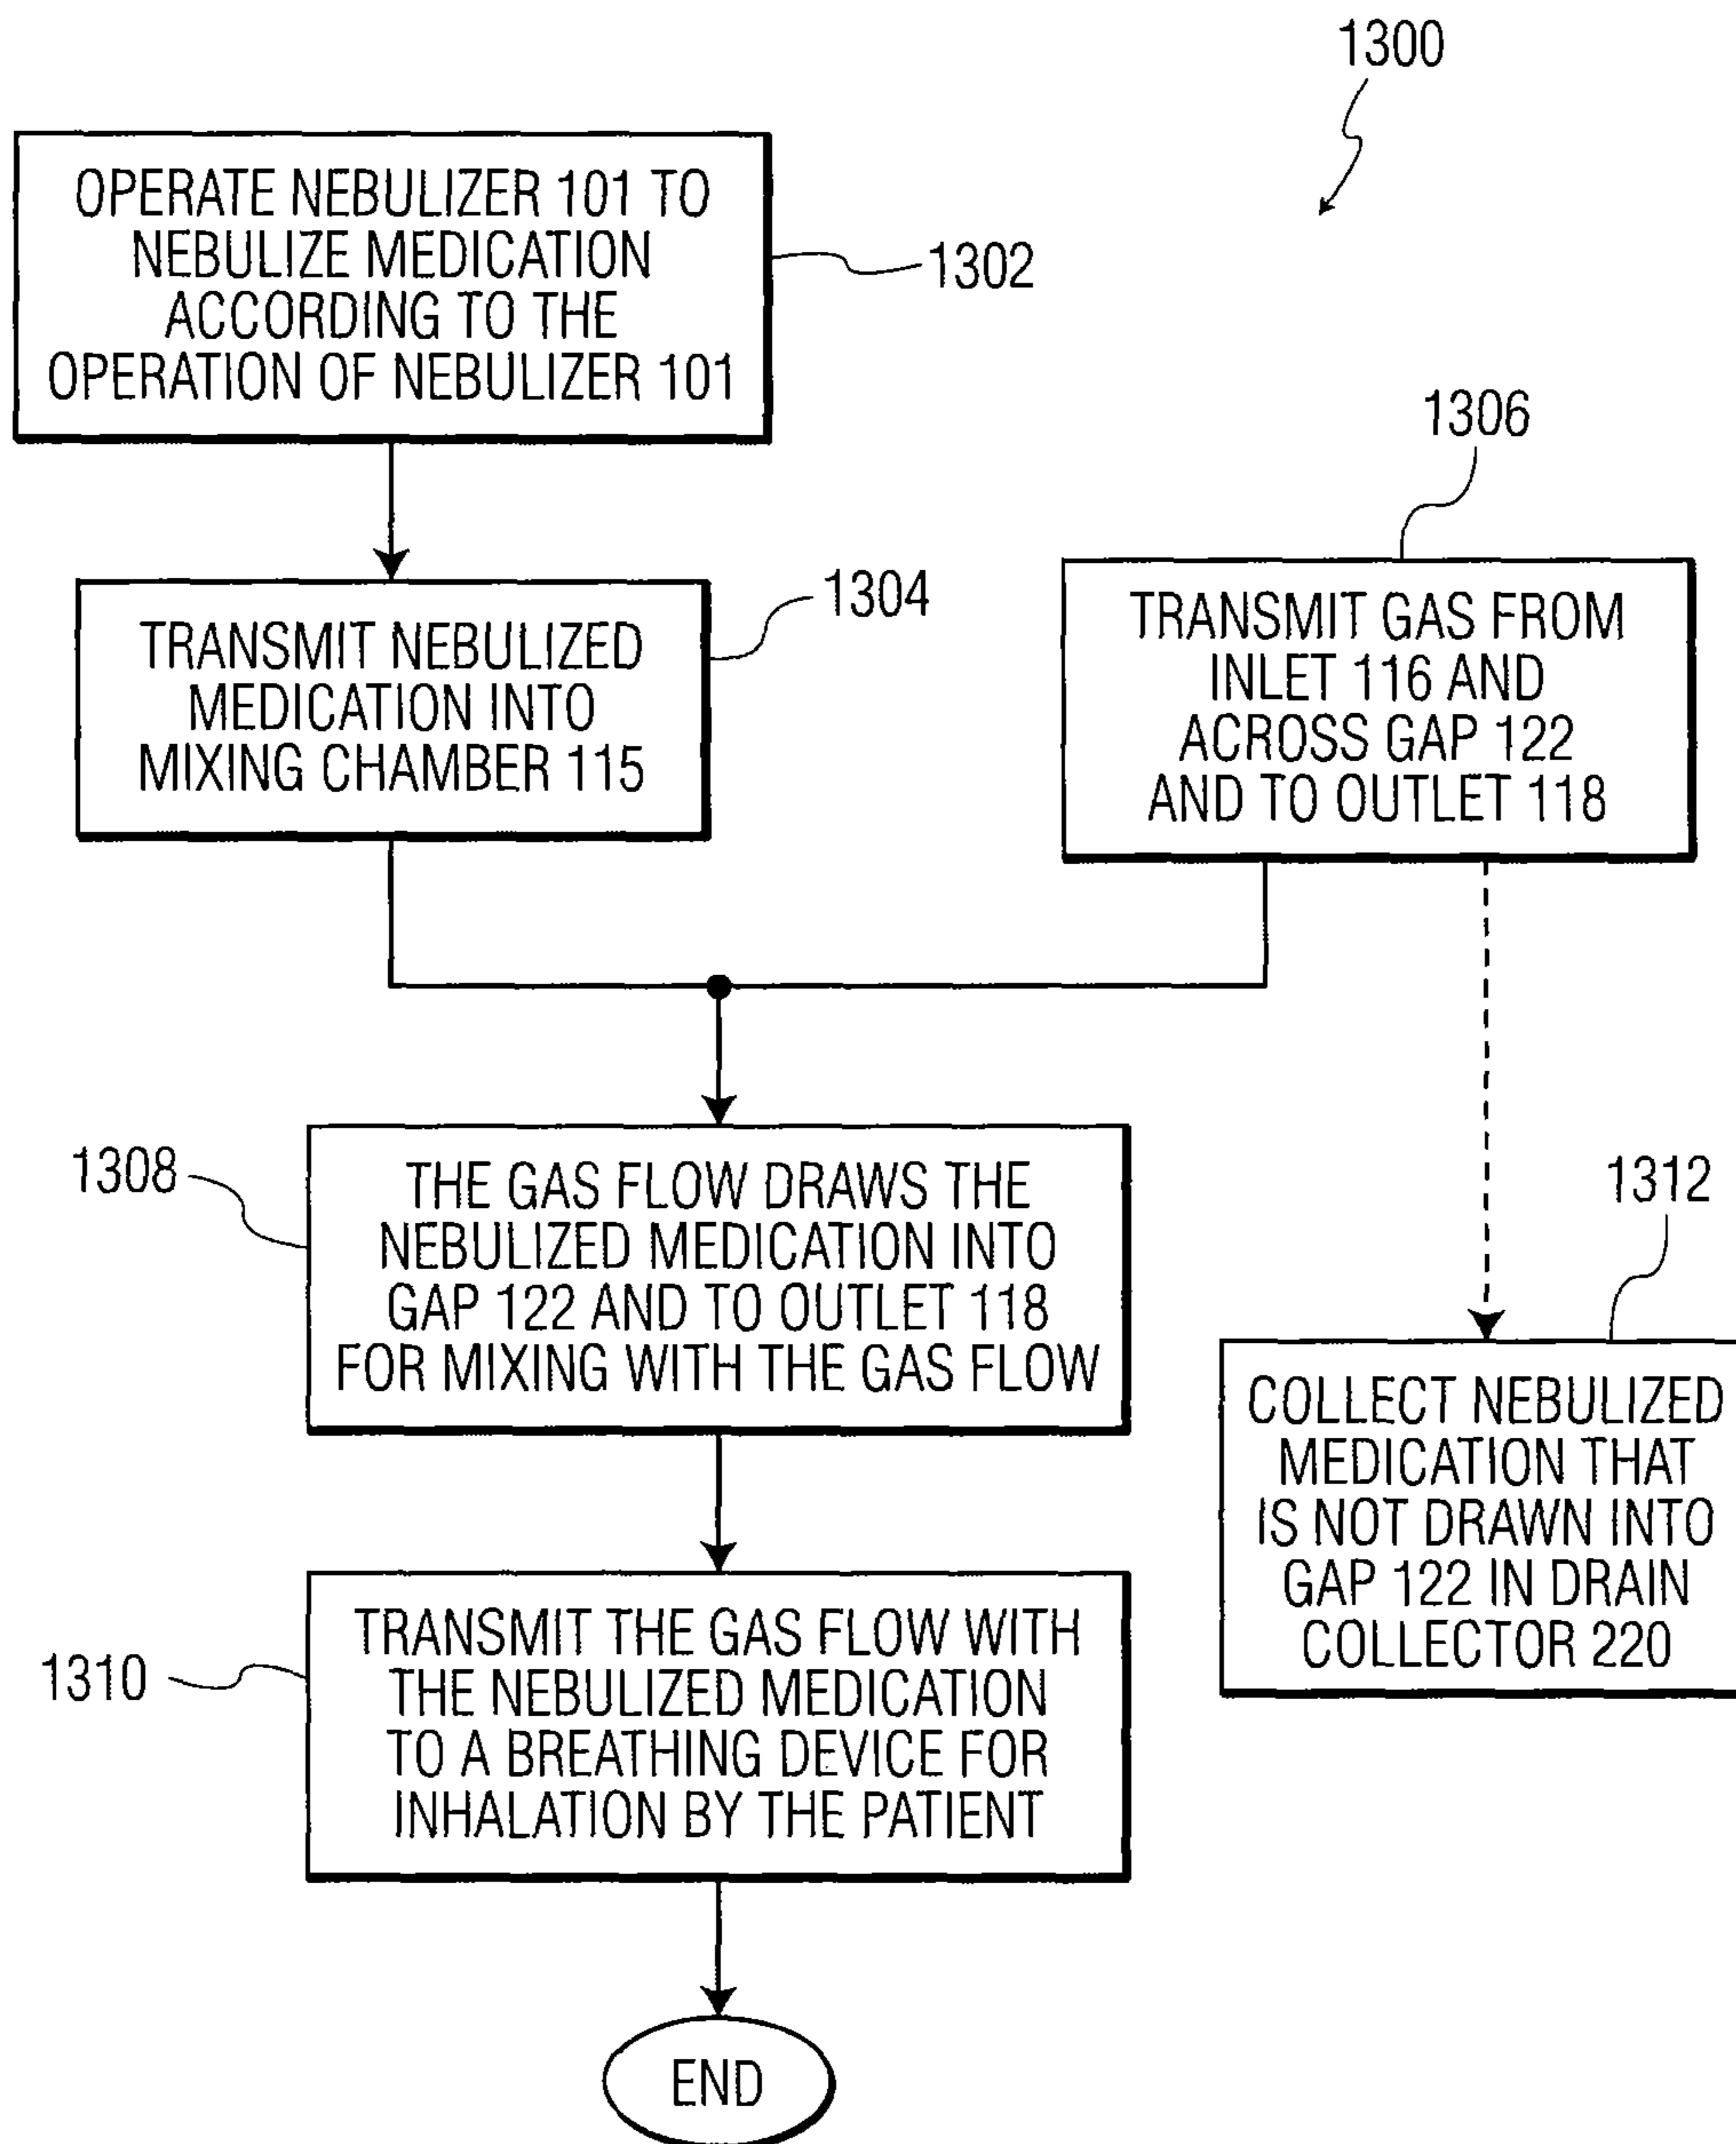 1300
OPERATE NEBULIZER 101 TO
NEBULIZE MEDICATION
ACCORDING TO THE
OPERATION OF NEBULIZER 101
1302
TRANSMIT NEBULIZED
MEDICATION INTO
MIXING CHAMBER 115
1304
1306
TRANSMIT GAS FROM
INLET 116 AND
ACROSS GAP 122
AND TO OUTLET 118
1308
THE GAS FLOW DRAWS THE
NEBULIZED MEDICATION INTO
GAP 122 AND TO OUTLET 118
FOR MIXING WITH THE GAS FLOW
1312
COLLECT NEBULIZED
MEDICATION THAT
IS NOT DRAWN INTO
GAP 122 IN DRAIN
COLLECTOR 220
1310
TRANSMIT THE GAS FLOW WITH
THE NEBULIZED MEDICATION
TO A BREATHING DEVICE FOR
INHALATION BY THE PATIENT
END